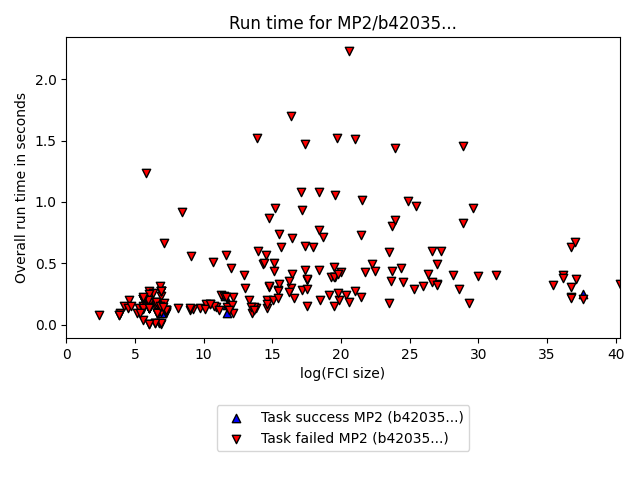 Run time for MP2/b42035...
Overall run time in seconds
2.0
1.5
1.0
0.5
0.0
0 5 10 15 20 25 30 35 40
log(FCI size)
Task success MP2 (b42035...)
Task failed MP2 (b42035...)